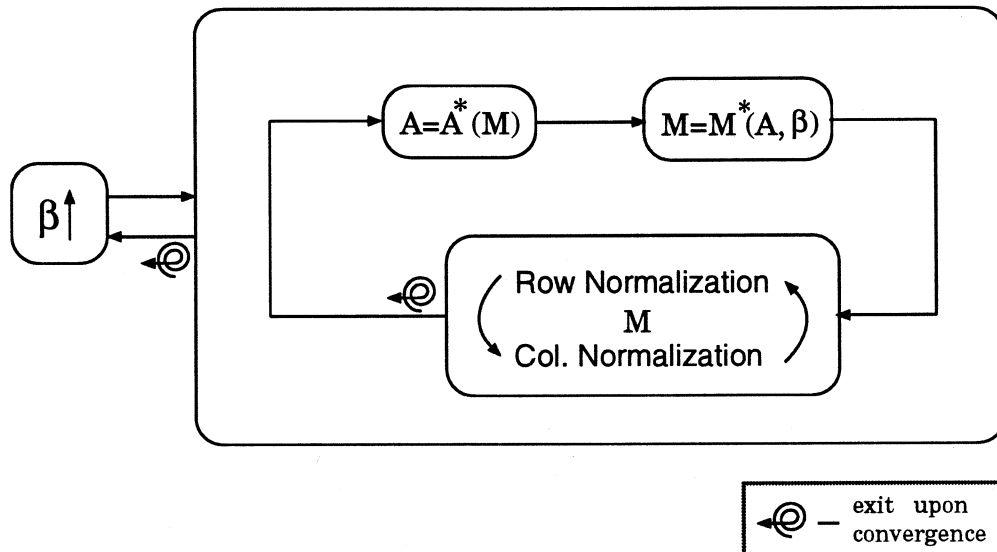 A=A*(M)
M=M*(A, β)
β↑
Row Normalization
M
Col. Normalization
exit upon
convergence